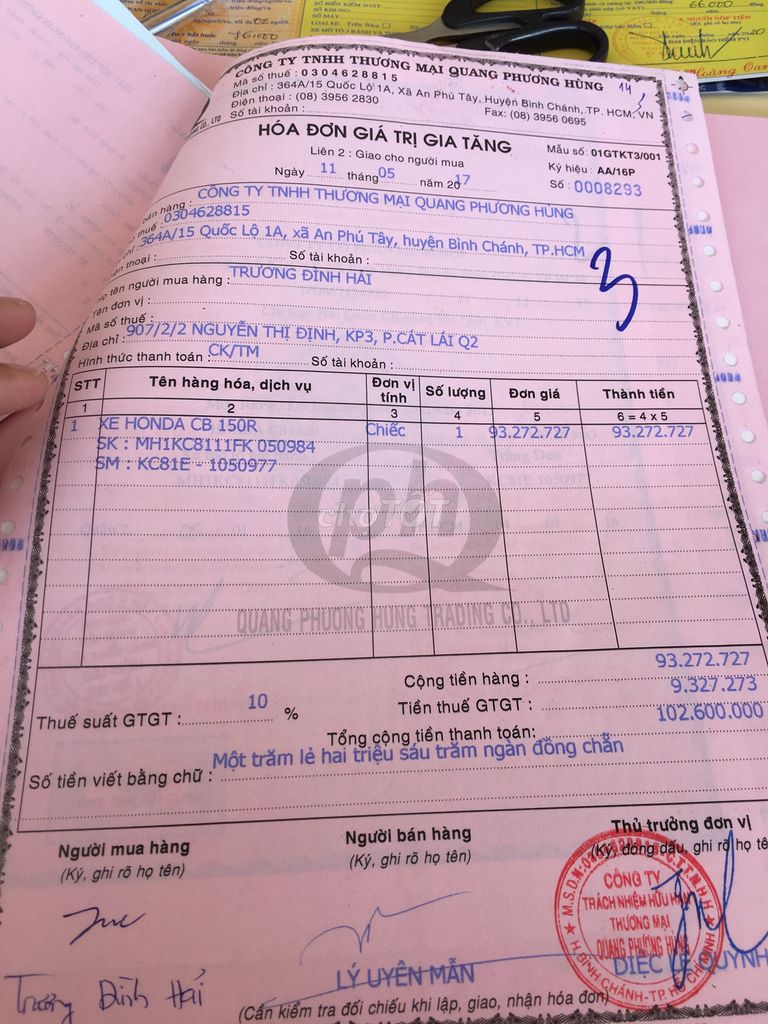 66.000
76.000
CÔNG TY TNHH THƯƠNG MẠI QUANG PHƯƠNG HÙNG
Mã số thuế : 0304628815
Địa chỉ : 364A/15 Quốc Lộ 1A, Xã An Phú Tây, Huyện Bình Chánh, TP. HCM, VN
Điện thoại : (08) 3956 2830 Fax: (08) 3956 0695
Số tài khoản :
14
HÓA ĐƠN GIÁ TRỊ GIA TĂNG
Mẫu số: 01GTKT3/001
Liên 2 : Giao cho người mua
Ký hiệu : AA/16P
Ngày 11 tháng 05 năm 2017
Số : 0008293
bán hàng : CÔNG TY TNHH THƯƠNG MẠI QUANG PHƯƠNG HÙNG
thuế : 0304628815
364A/15 Quốc Lộ 1A, xã An Phú Tây, huyện Bình Chánh, TP.HCM
thoại : Số tài khoản :
3
tên người mua hàng : TRƯƠNG ĐÌNH HẢI
Tên đơn vị :
Mã số thuế :
Địa chỉ : 907/2/2 NGUYỄN THỊ ĐỊNH, KP3, P.CÁT LÁI Q2
Hình thức thanh toán : CK/TM Số tài khoản :
STT Tên hàng hóa, dịch vụ Đơn vị tính Số lượng Đơn giá Thành tiền
1 2 3 4 5 6 = 4 x 5
1 XE HONDA CB 150R Chiếc 1 93.272.727 93.272.727
SK : MH1KC8111FK 050984
SM : KC81E - 1050977
phQ
chợTỐT
QUANG PHUONG HUNG TRADING CO., LTD
Cộng tiền hàng : 93.272.727
Thuế suất GTGT : 10 % Tiền thuế GTGT : 9.327.273
Tổng cộng tiền thanh toán: 102.600.000
Số tiền viết bằng chữ : Một trăm lẻ hai triệu sáu trăm ngàn đồng chẵn
Người mua hàng Người bán hàng Thủ trưởng đơn vị
(Ký, ghi rõ họ tên) (Ký, ghi rõ họ tên) (Ký, đóng dấu, ghi rõ họ tên
CÔNG TY
TRÁCH NHIỆM HỮU HẠN
THƯƠNG MẠI
QUANG PHƯƠNG HÙNG
H.BÌNH CHÁNH-TP. HỒ CHÍ MINH
Trương Đình Hải LÝ UYÊN MẪN DIỆC LỆ QUỲNH
(Cần kiểm tra đối chiếu khi lập, giao, nhận hóa đơn)